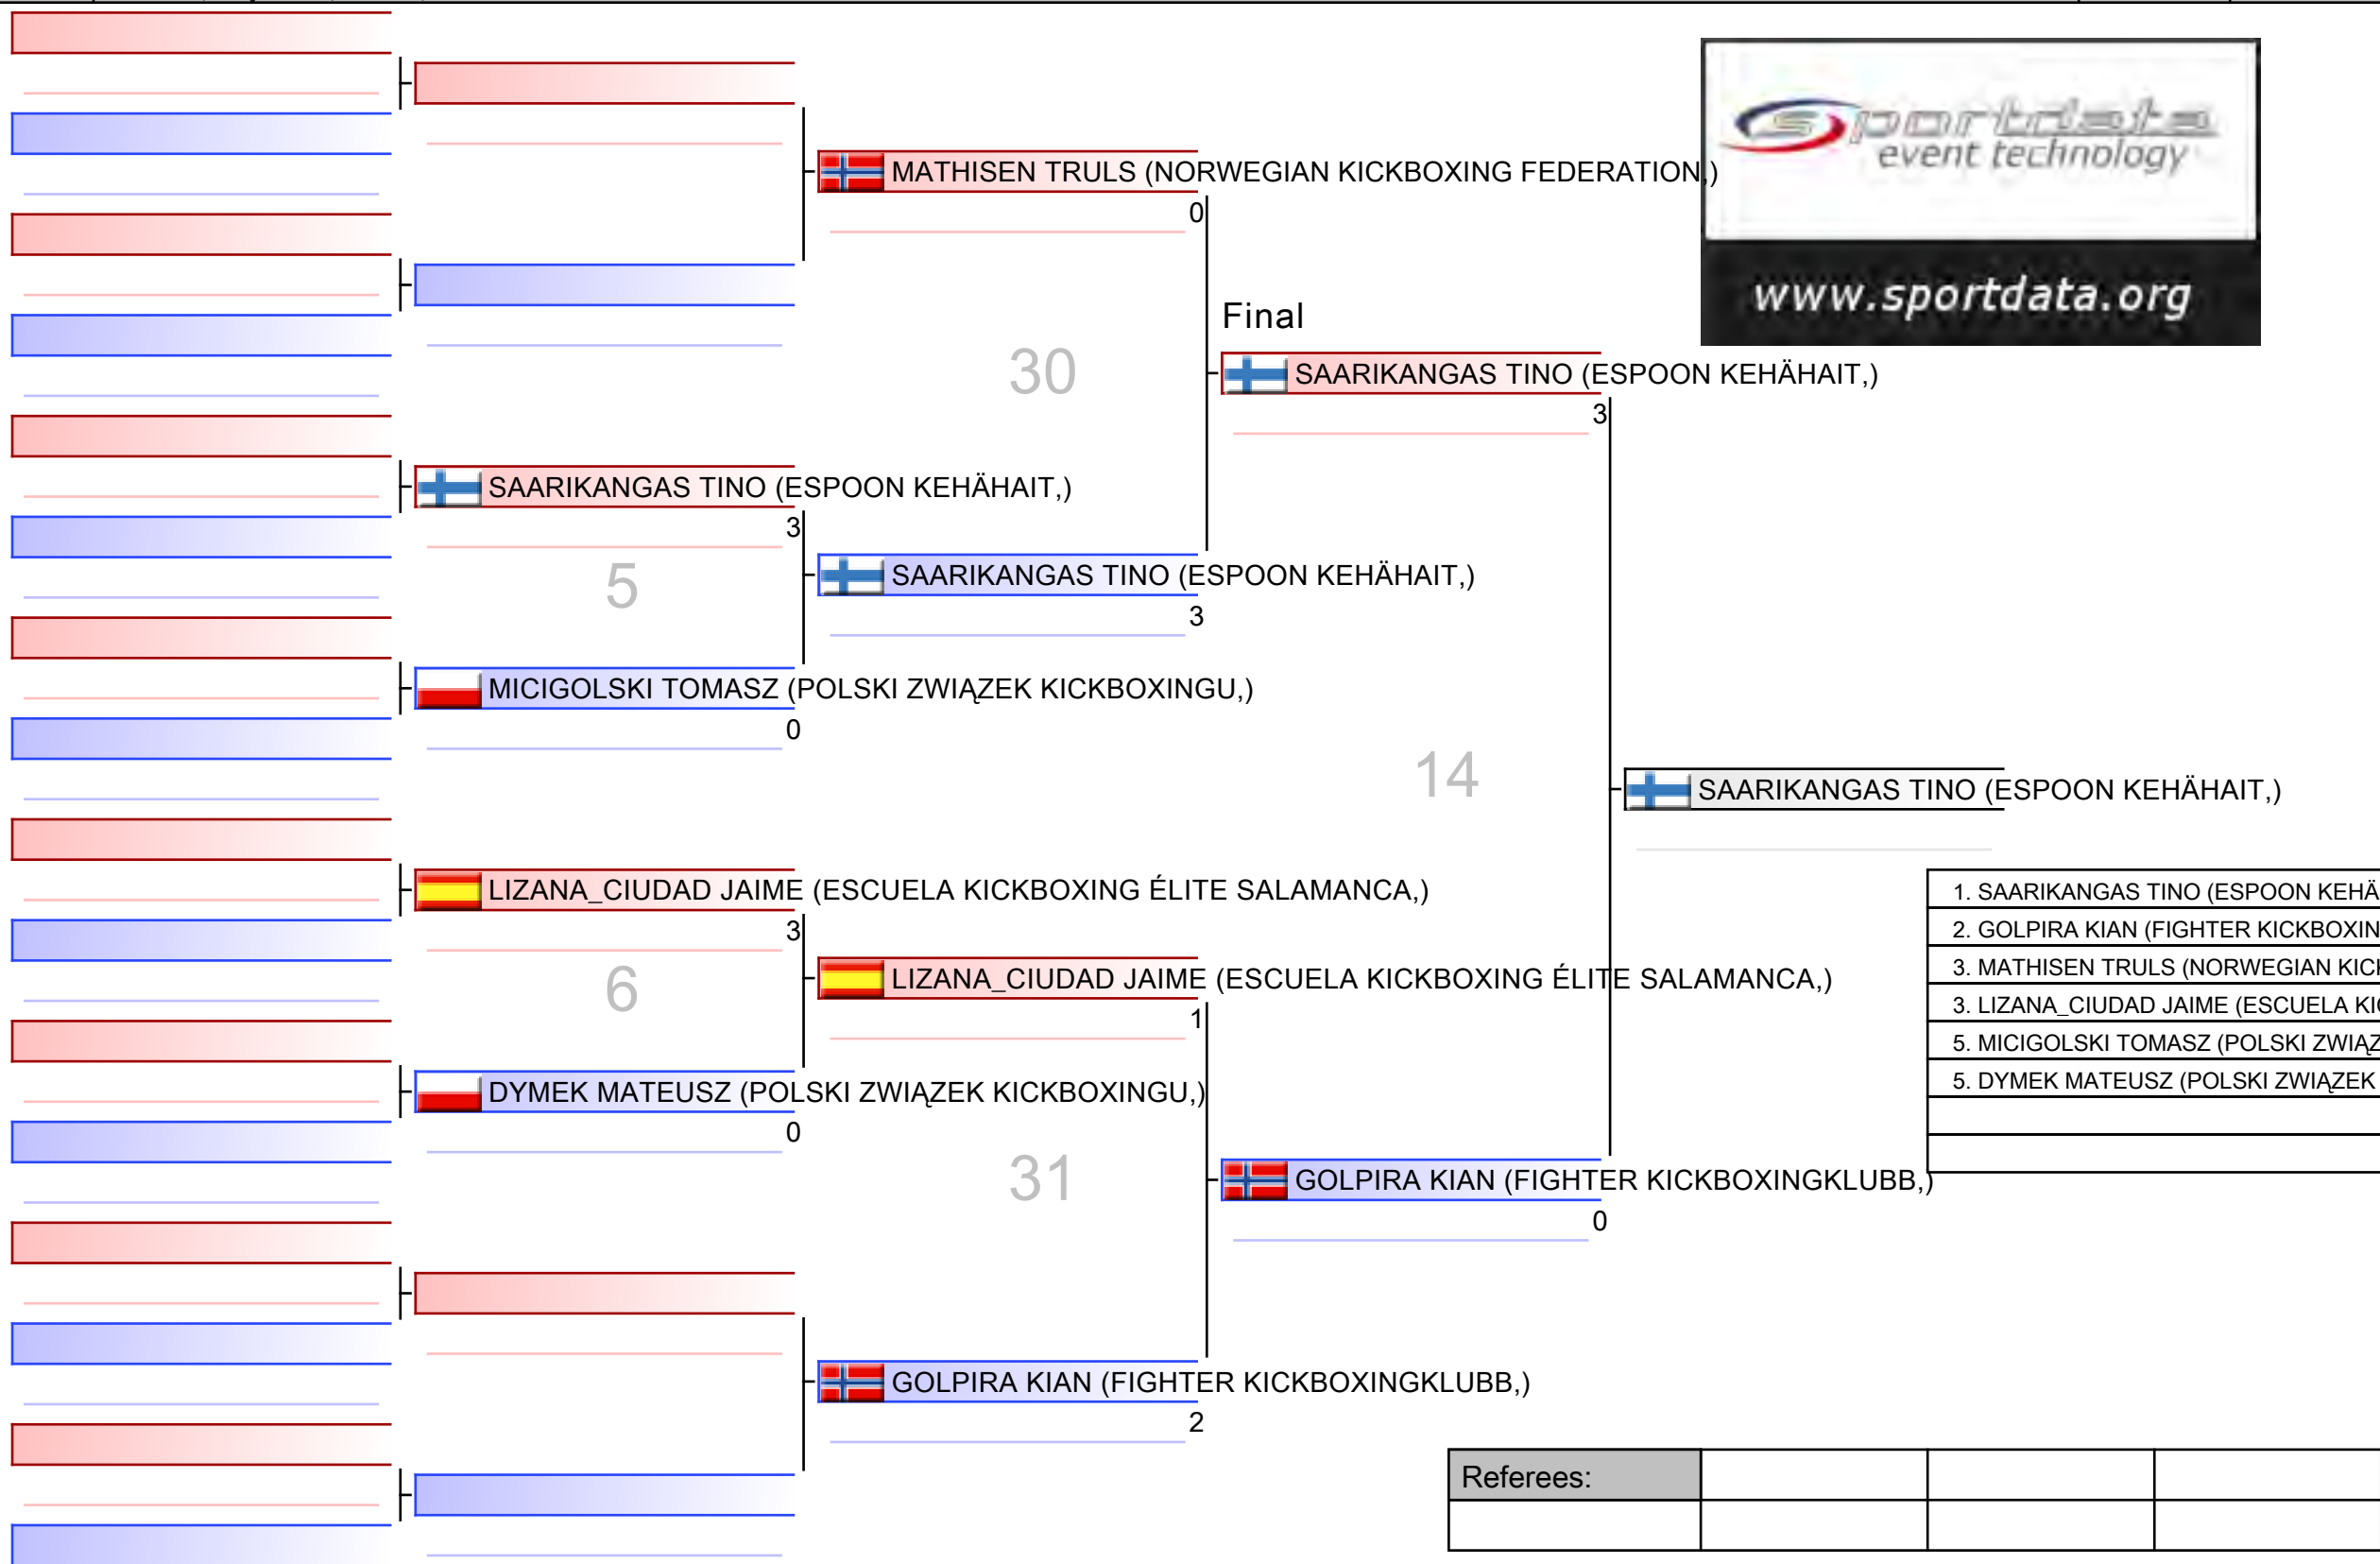 sportdata
event technology
www.sportdata.org
MATHISEN TRULS (NORWEGIAN KICKBOXING FEDERATION,)
0
Final
30
SAARIKANGAS TINO (ESPOON KEHÄHAIT,)
3
SAARIKANGAS TINO (ESPOON KEHÄHAIT,)
3
5
SAARIKANGAS TINO (ESPOON KEHÄHAIT,)
3
MICIGOLSKI TOMASZ (POLSKI ZWIĄZEK KICKBOXINGU,)
0
14
SAARIKANGAS TINO (ESPOON KEHÄHAIT,)
LIZANA_CIUDAD JAIME (ESCUELA KICKBOXING ÉLITE SALAMANCA,)
3
6
LIZANA_CIUDAD JAIME (ESCUELA KICKBOXING ÉLITE SALAMANCA,)
1
DYMEK MATEUSZ (POLSKI ZWIĄZEK KICKBOXINGU,)
0
31
GOLPIRA KIAN (FIGHTER KICKBOXINGKLUBB,)
0
GOLPIRA KIAN (FIGHTER KICKBOXINGKLUBB,)
2
1. SAARIKANGAS TINO (ESPOON KEHÄ
2. GOLPIRA KIAN (FIGHTER KICKBOXIN
3. MATHISEN TRULS (NORWEGIAN KIC
3. LIZANA_CIUDAD JAIME (ESCUELA KI
5. MICIGOLSKI TOMASZ (POLSKI ZWIĄZ
5. DYMEK MATEUSZ (POLSKI ZWIĄZEK
Referees: